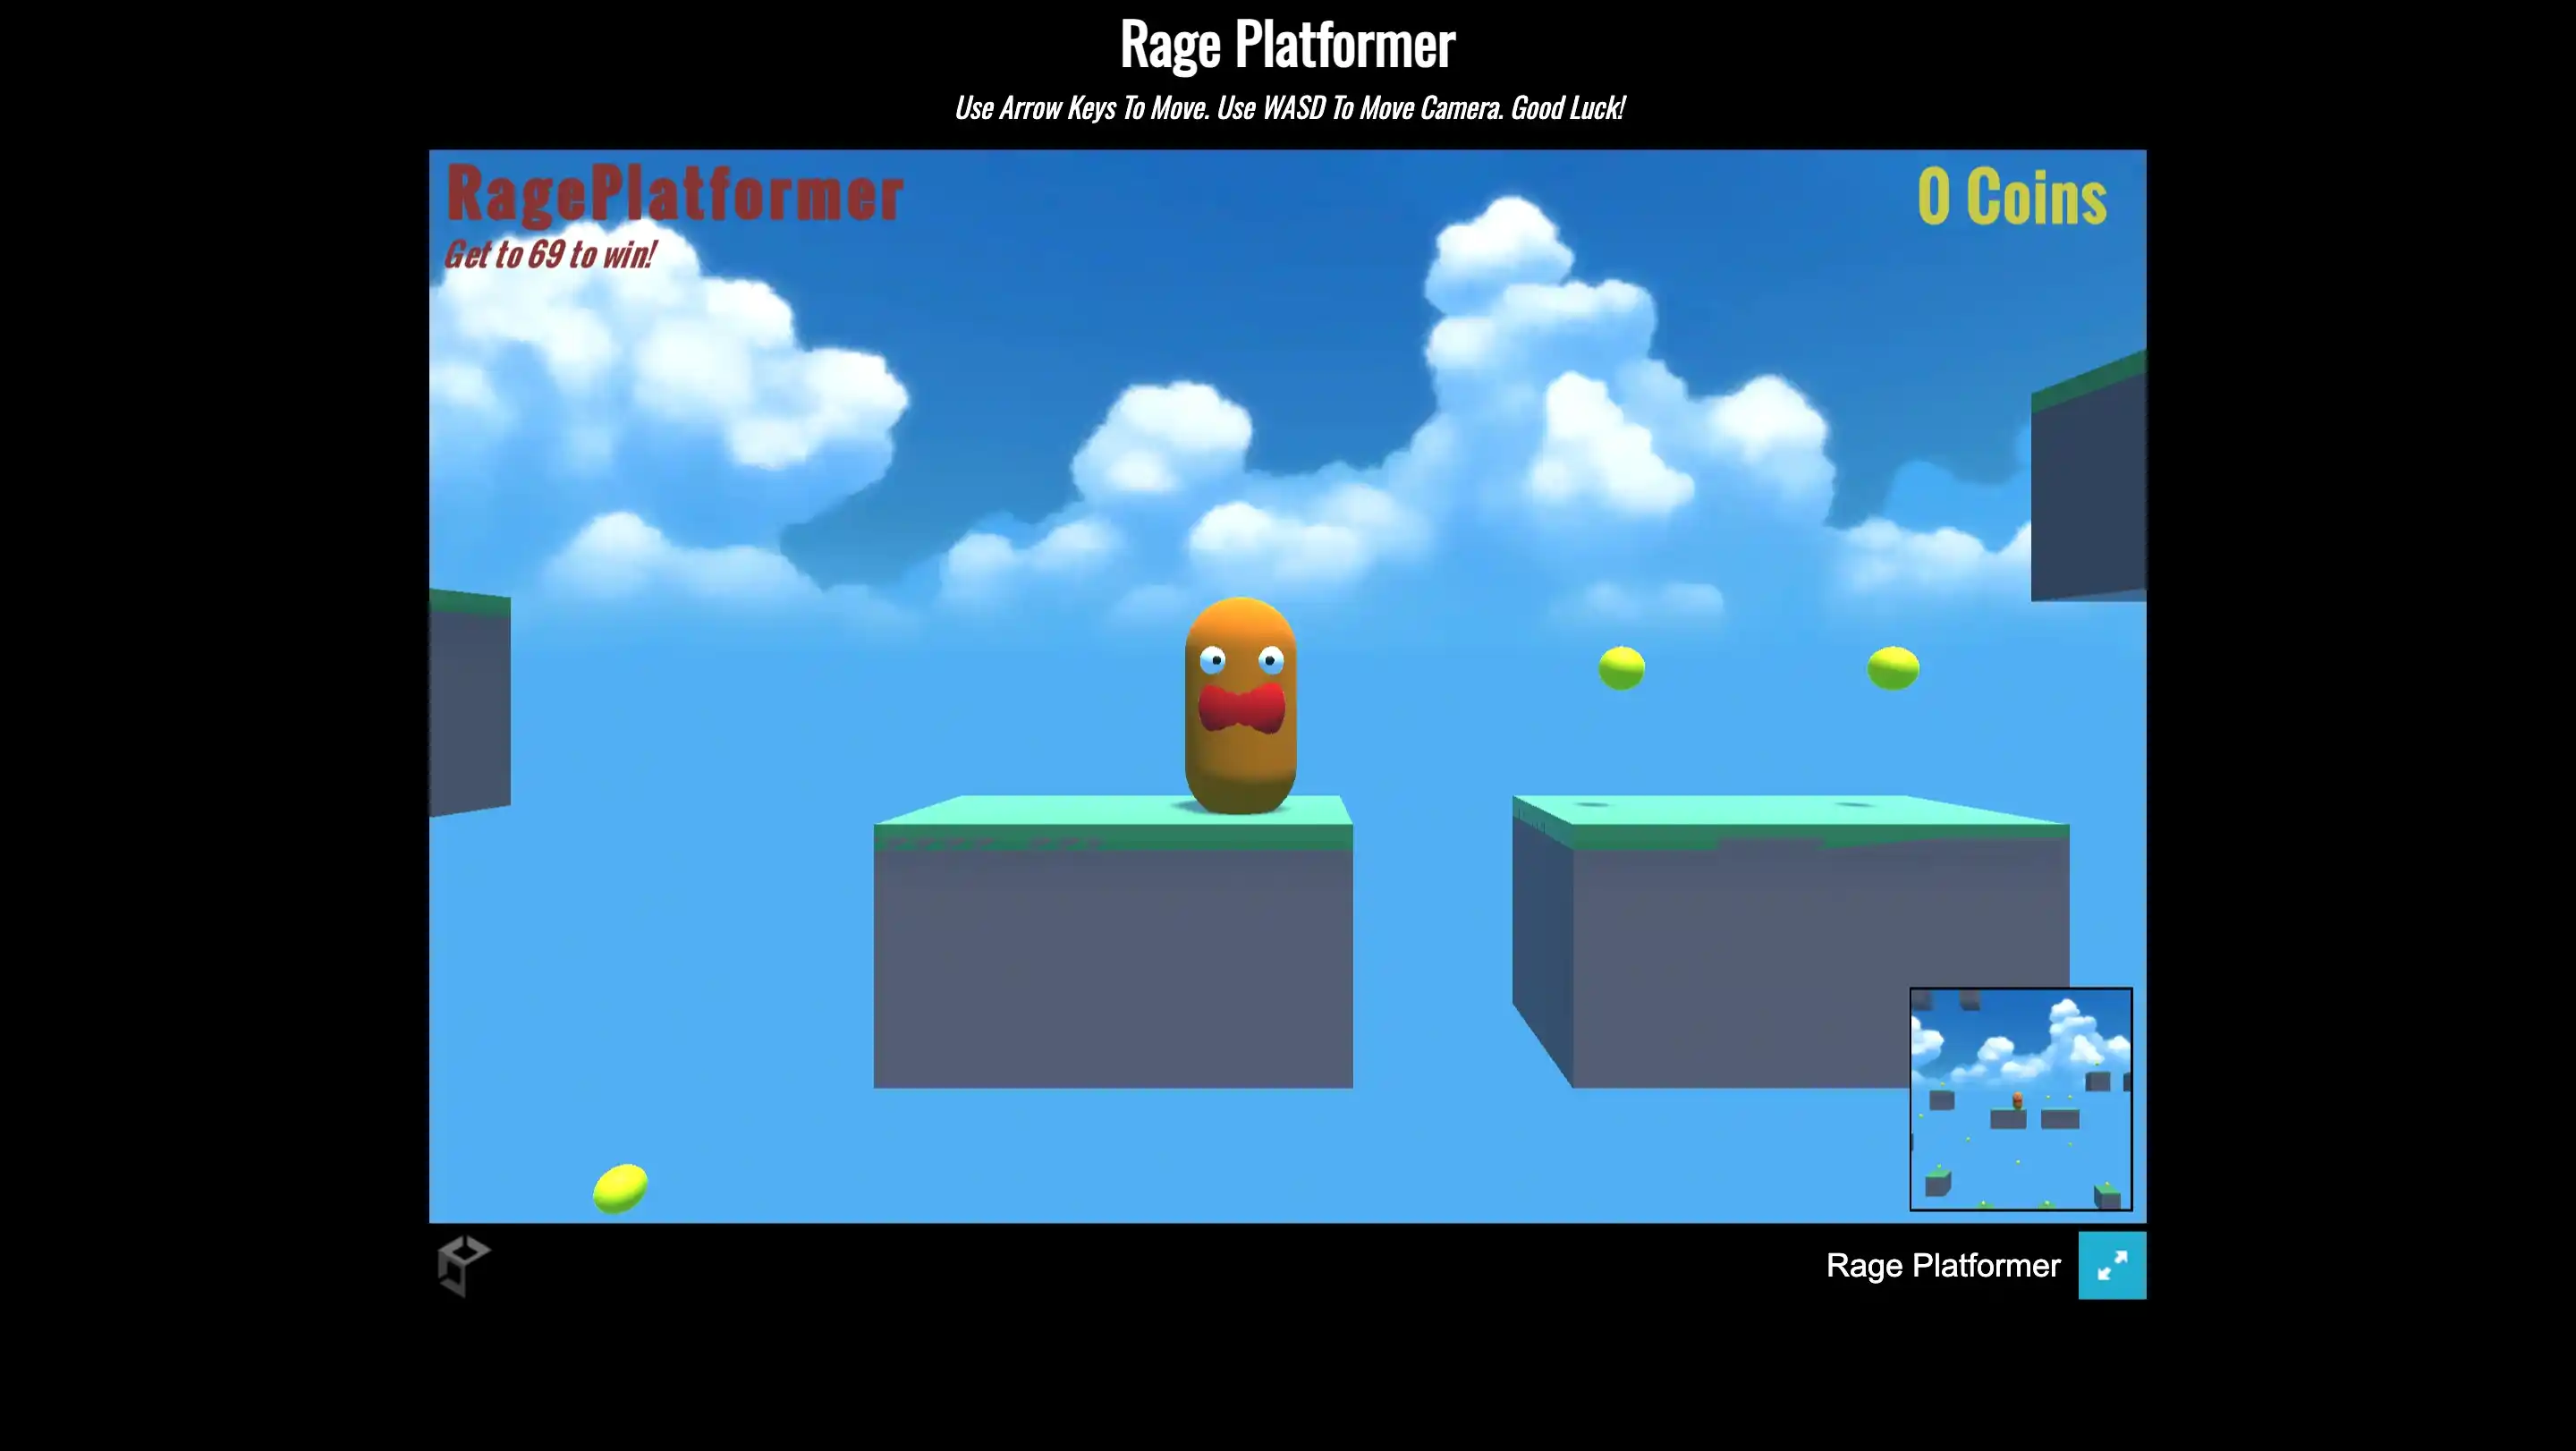 Rage Platformer
Use Arrow Keys To Move. Use WASD To Move Camera. Good Luck!
RagePlatformer
0 Coins
Get to 69 to win!
Rage Platformer